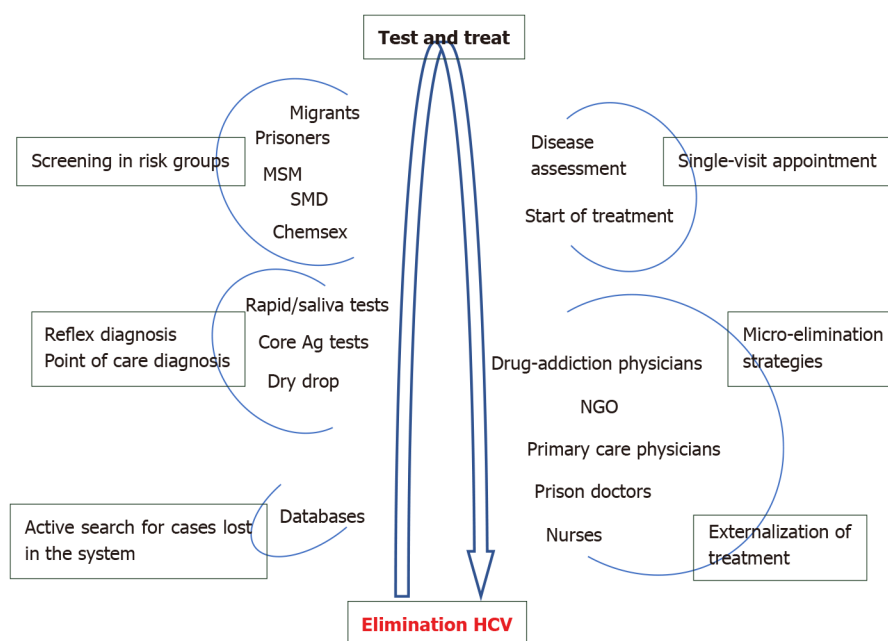 Test and treat
Migrants
Prisoners
Screening in risk groups
MSM
SMD
Chemsex
Rapid/saliva tests
Reflex diagnosis
Point of care diagnosis
Core Ag tests
Dry drop
Databases
Active search for cases lost
in the system
Disease
assessment
Single-visit appointment
Start of treatment
Micro-elimination
strategies
Drug-addiction physicians
NGO
Primary care physicians
Prison doctors
Nurses
Externalization of
treatment
Elimination HCV